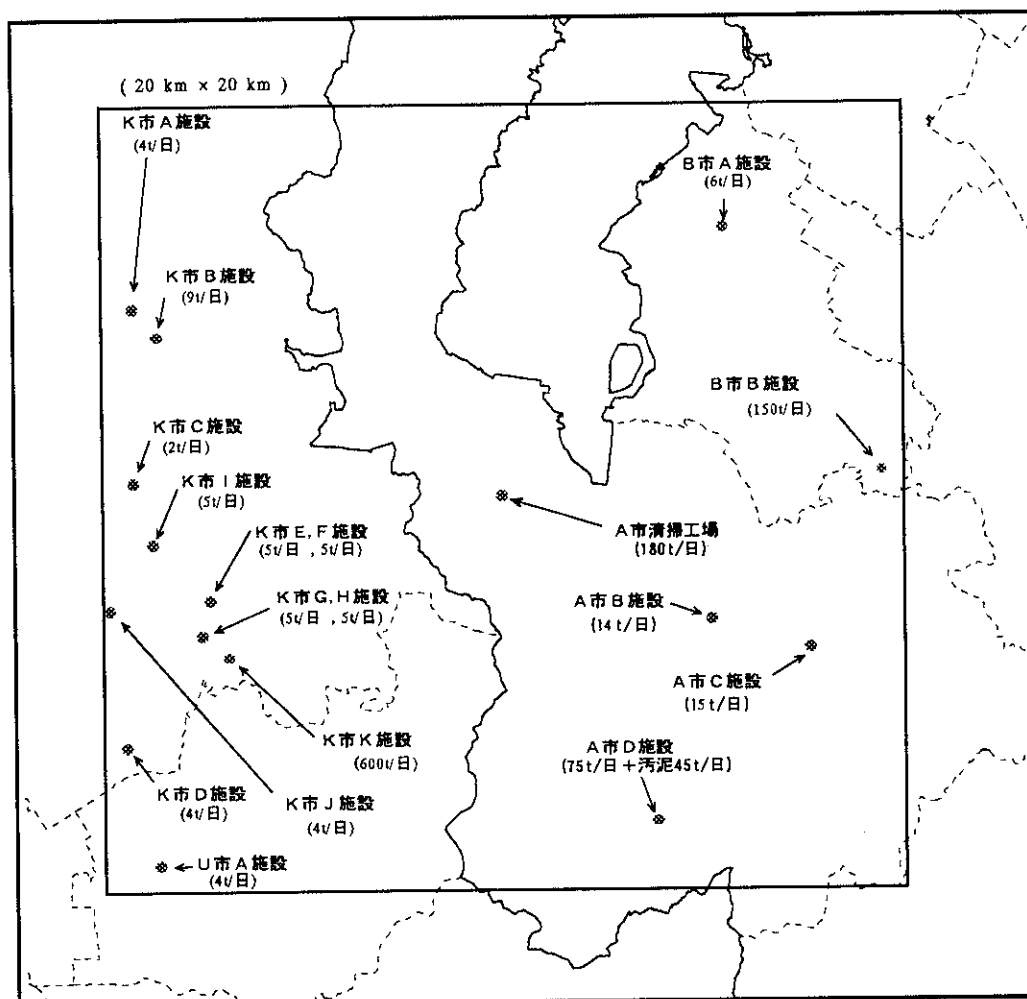 ( 20 km × 20 km )
K市A施設
(4t/日)
B市A施設
(6t/日)
K市B施設
(9t/日)
B市B施設
(150t/日)
K市C施設
(2t/日)
K市I施設
(5t/日)
K市E,F施設
(5t/日 , 5t/日)
A市清掃工場
(180t/日)
K市G,H施設
(5t/日 , 5t/日)
A市B施設
(14t/日)
A市C施設
(15t/日)
K市K施設
(600t/日)
A市D施設
(75t/日+汚泥45t/日)
K市D施設
(4t/日)
K市J施設
(4t/日)
U市A施設
(4t/日)